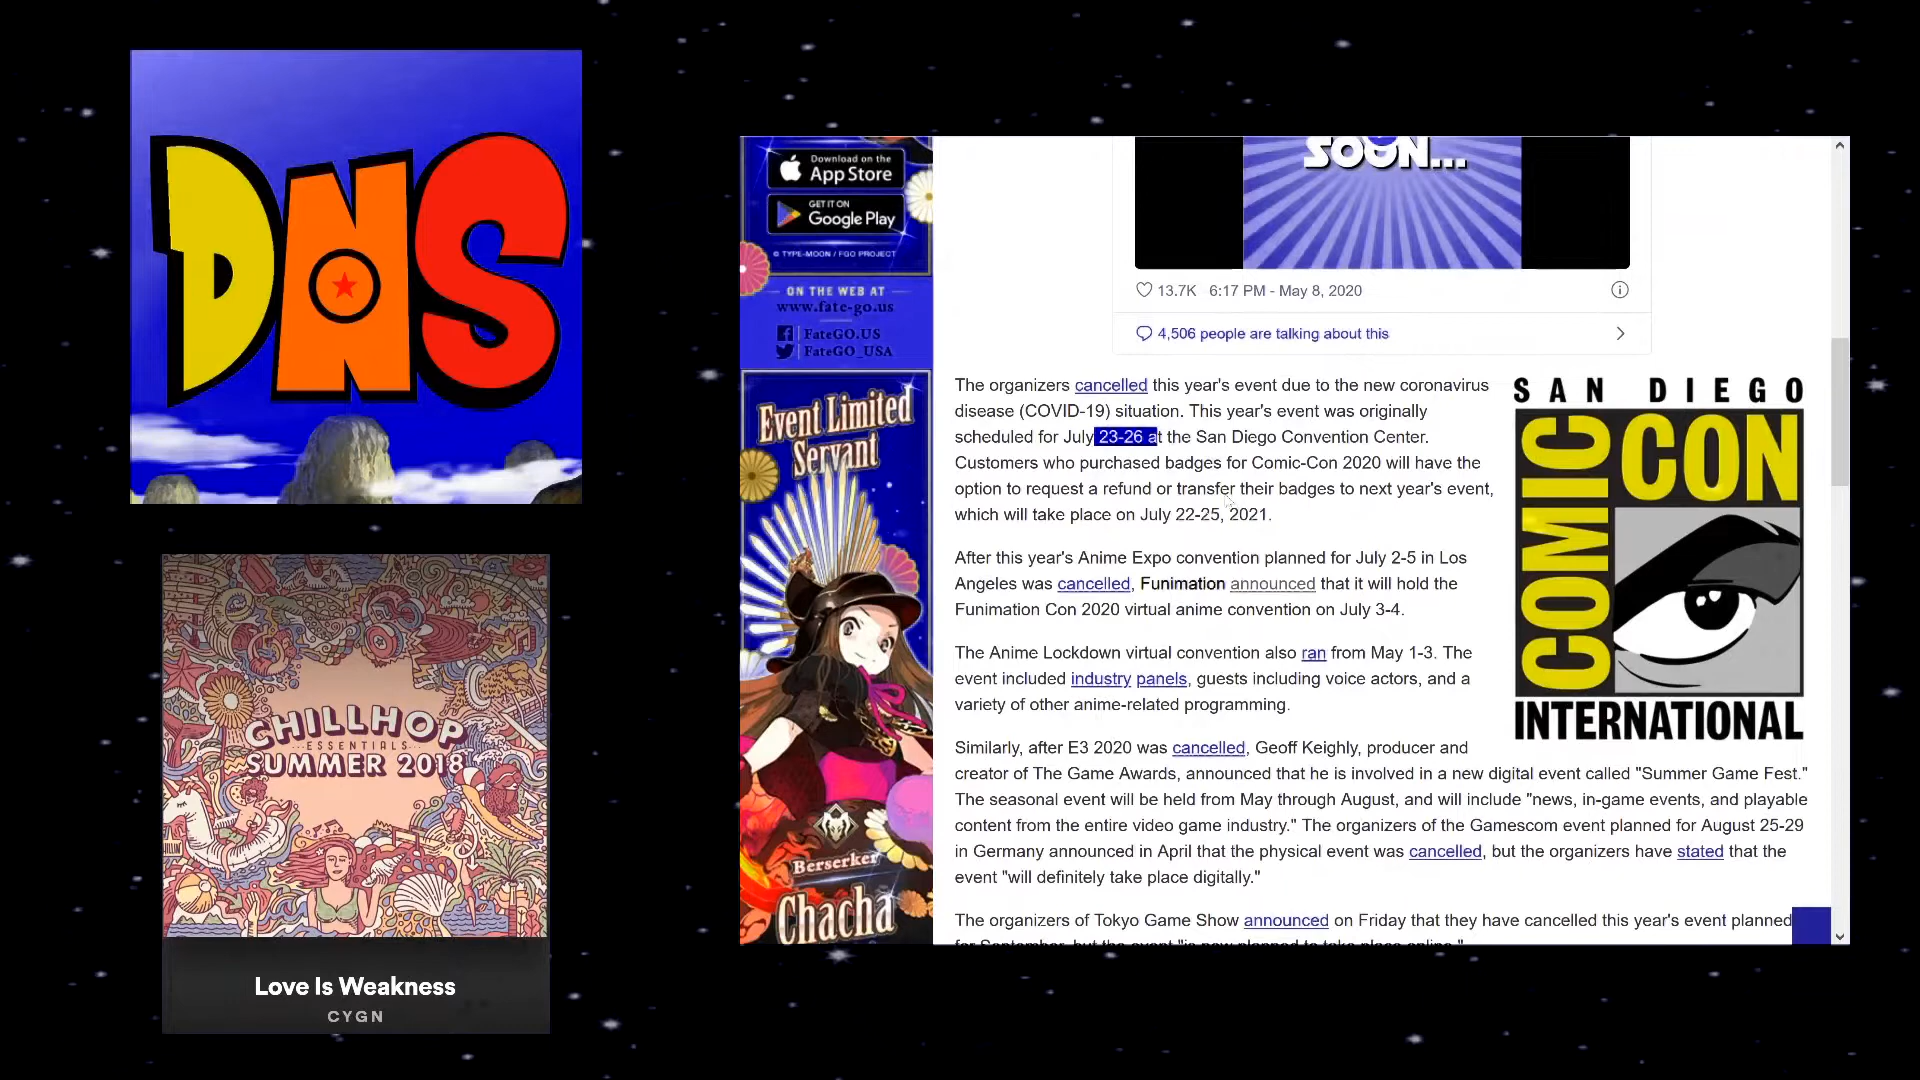 DNS
CHILLHOP
ESSENTIALS
SUMMER 2018
Love Is Weakness
CYGN
Download on the
App Store
GET IT ON
Google Play
© TYPE-MOON / FGO PROJECT
ON THE WEB AT
www.fate-go.us
FateGO.US
FateGO_USA
Event Limited
Servant
Berserker
Chacha
SOON...
13.7K 6:17 PM - May 8, 2020
4,506 people are talking about this
The organizers cancelled this year's event due to the new coronavirus
disease (COVID-19) situation. This year's event was originally
scheduled for July 23-26 at the San Diego Convention Center.
Customers who purchased badges for Comic-Con 2020 will have the
option to request a refund or transfer their badges to next year's event,
which will take place on July 22-25, 2021.
After this year's Anime Expo convention planned for July 2-5 in Los
Angeles was cancelled, Funimation announced that it will hold the
Funimation Con 2020 virtual anime convention on July 3-4.
The Anime Lockdown virtual convention also ran from May 1-3. The
event included industry panels, guests including voice actors, and a
variety of other anime-related programming.
SAN DIEGO
COMIC CON
INTERNATIONAL
Similarly, after E3 2020 was cancelled, Geoff Keighly, producer and
creator of The Game Awards, announced that he is involved in a new digital event called "Summer Game Fest."
The seasonal event will be held from May through August, and will include "news, in-game events, and playable
content from the entire video game industry." The organizers of the Gamescom event planned for August 25-29
in Germany announced in April that the physical event was cancelled, but the organizers have stated that the
event "will definitely take place digitally."
The organizers of Tokyo Game Show announced on Friday that they have cancelled this year's event planned
for September, but the event "is now planned to take place online."